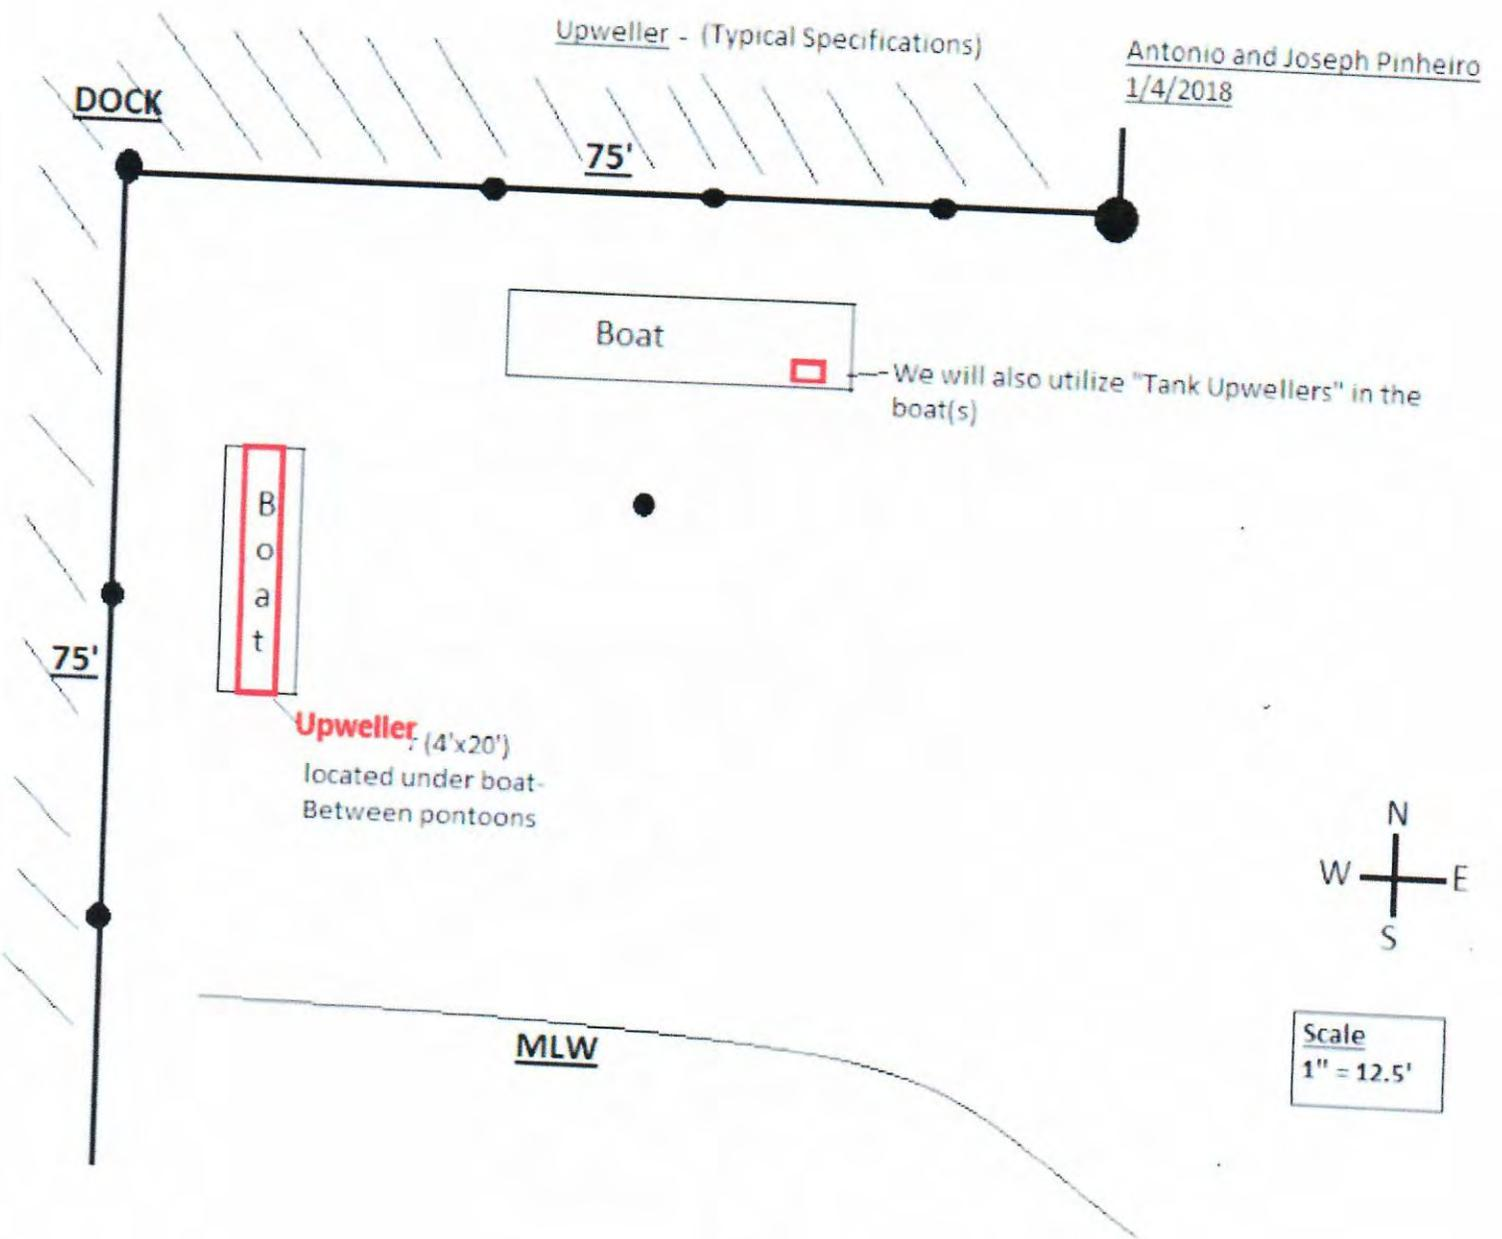 Upweller - (Typical Specifications)
Antonio and Joseph Pinheiro
1/4/2018
DOCK
75'
Boat
We will also utilize "Tank Upwellers" in the
boat(s)
B
o
a
t
75'
Upweller: (4'x20')
located under boat-
Between pontoons
N
W E
S
MLW
Scale
1" = 12.5'